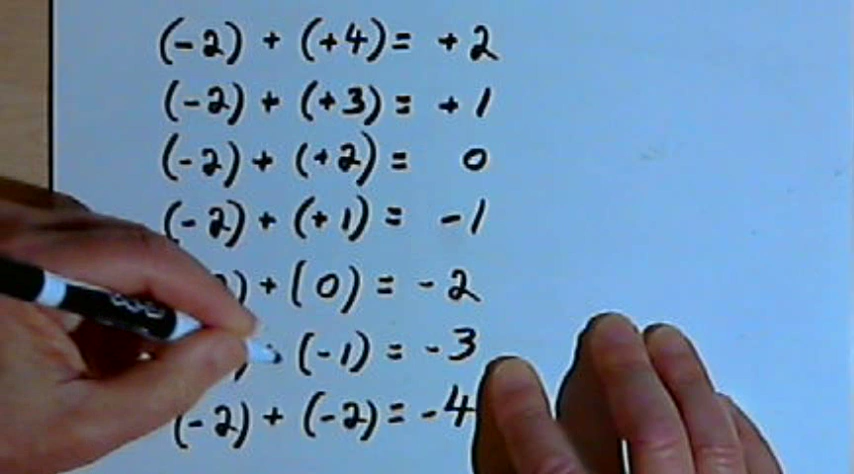 (-2) + (+4) = +2
(-2) + (+3) = +1
(-2) + (+2) = 0
(-2) + (+1) = -1
) + (0) = -2
) (-1) = -3
(-2) + (-2) = -4